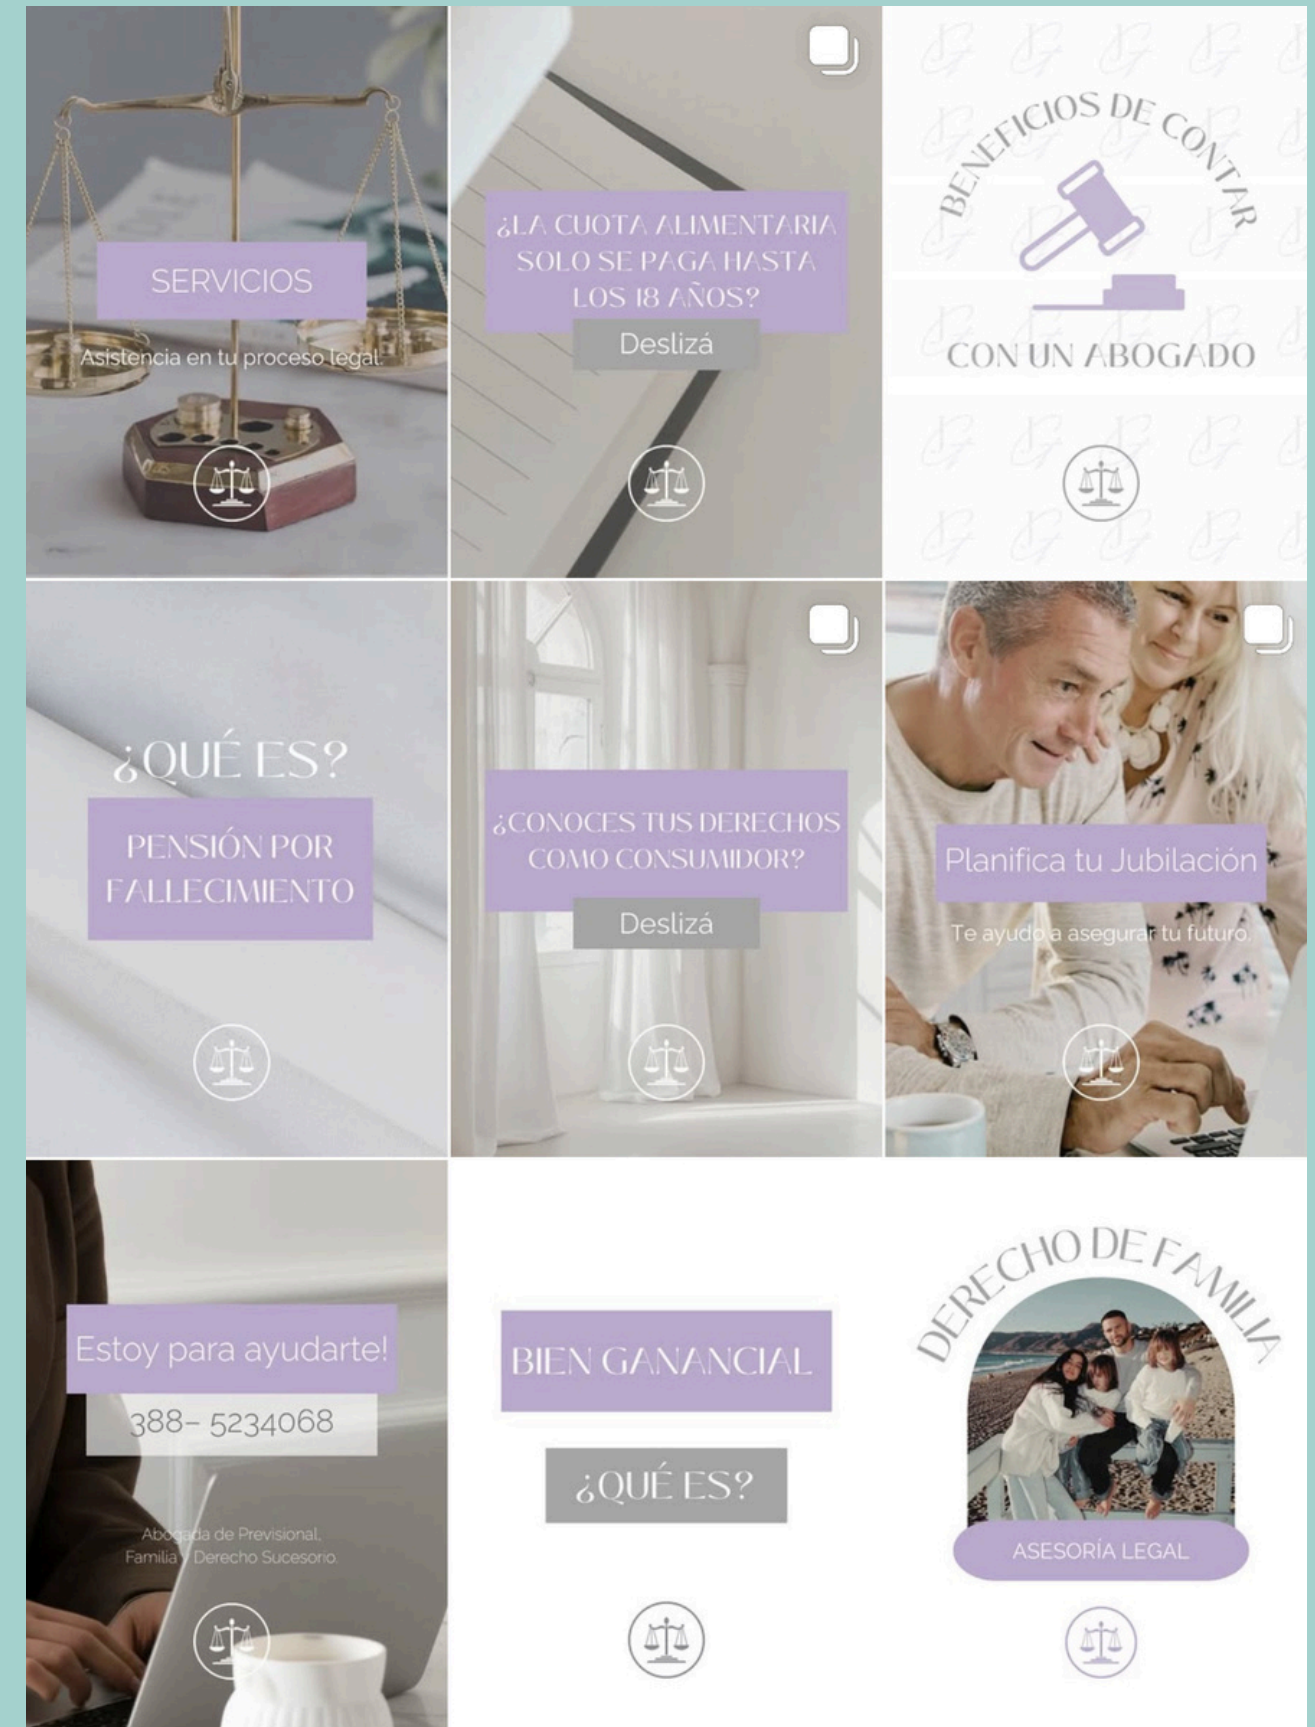 SERVICIOS
Asistencia en tu proceso legal.
¿LA CUOTA ALIMENTARIA
SOLO SE PAGA HASTA
LOS 18 AÑOS?
Deslizá
BENEFICIOS DE CONTAR
CON UN ABOGADO
¿QUÉ ES?
PENSIÓN POR
FALLECIMIENTO
¿CONOCES TUS DERECHOS
COMO CONSUMIDOR?
Deslizá
Planifica tu Jubilación
Te ayudo a asegurar tu futuro.
Estoy para ayudarte!
388– 5234068
Abogada de Previsional,
Familia Derecho Sucesorio.
BIEN GANANCIAL
¿QUÉ ES?
DERECHO DE FAMILIA
ASESORÍA LEGAL